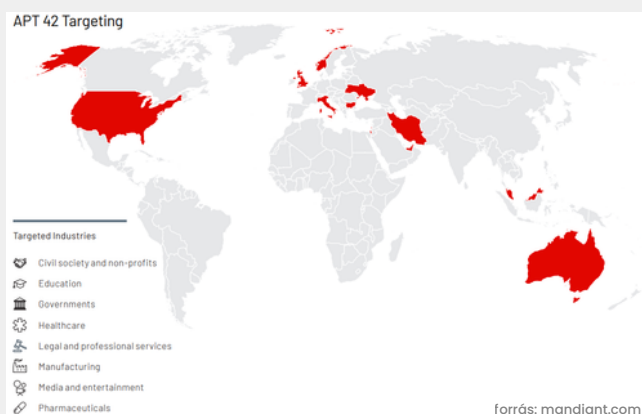 APT 42 Targeting
Targeted Industries
Civil society and non-profits
Education
Governments
Healthcare
Legal and professional services
Manufacturing
Media and entertainment
Pharmaceuticals
forrás: mandiant.com